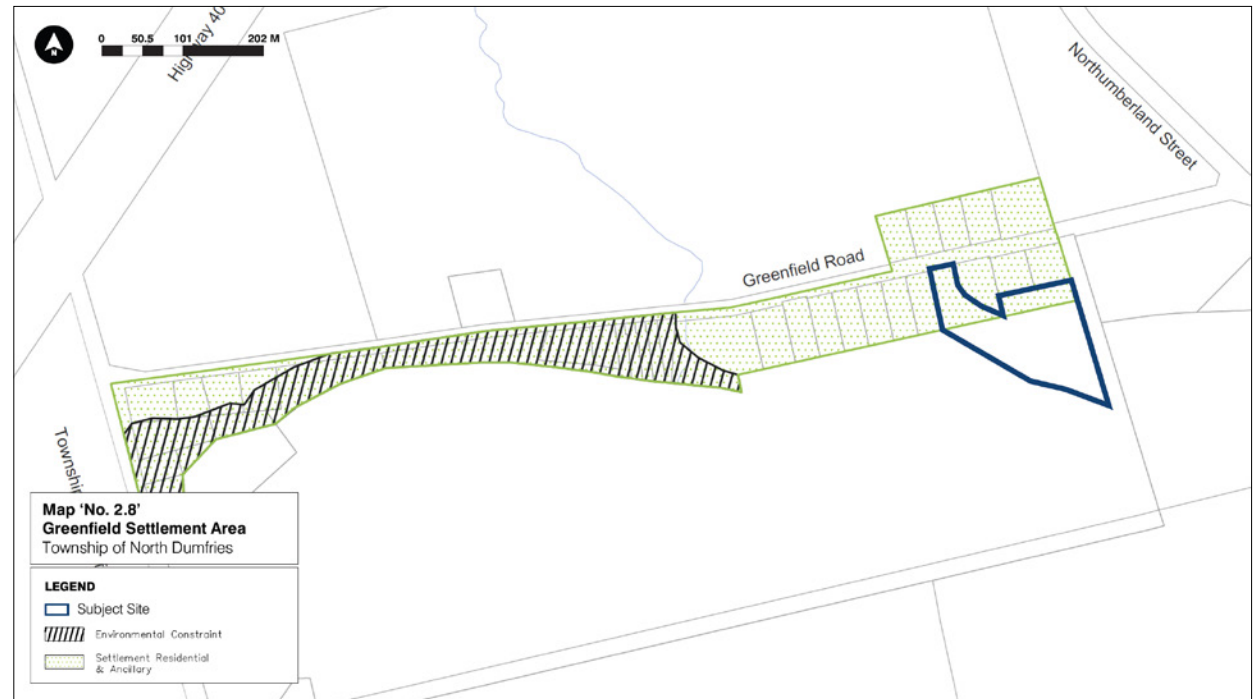 N
0 50.5 101 202 M
Highway 40
Northumberland Street
Greenfield Road
Township
Map ‘No. 2.8’
Greenfield Settlement Area
Township of North Dumfries
LEGEND
Subject Site
Environmental Constraint
Settlement Residential
& Ancillary